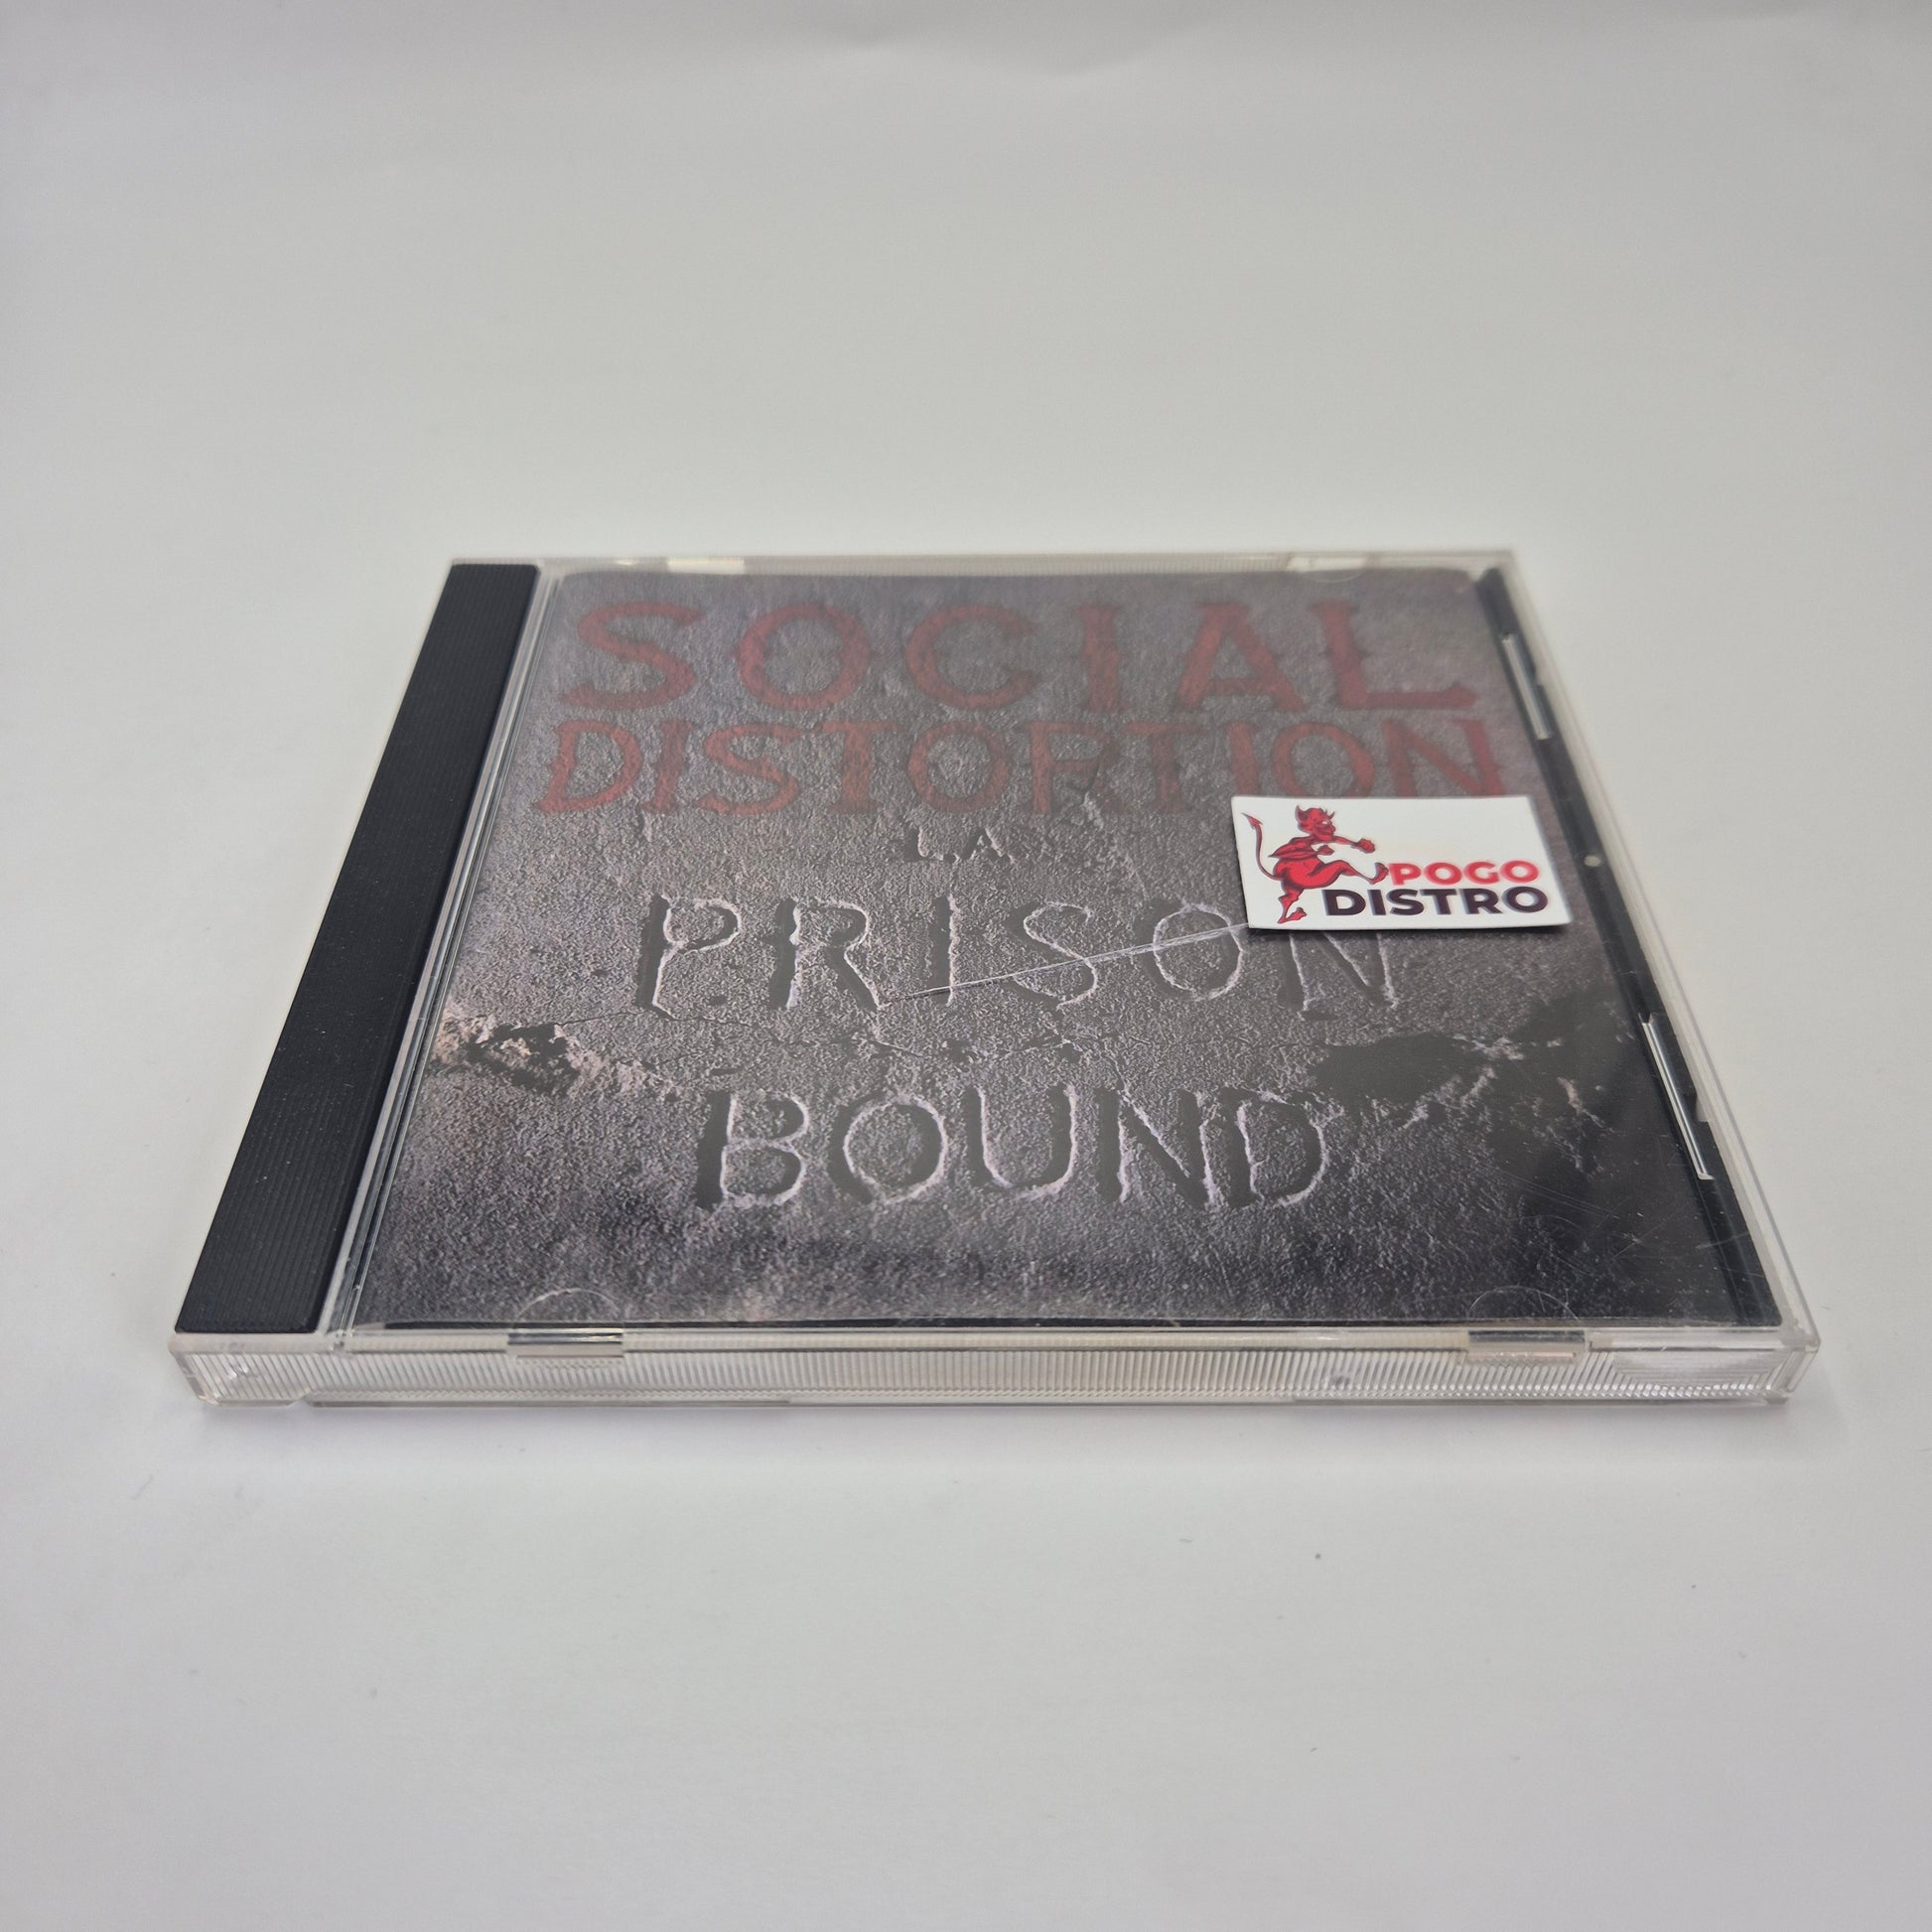 SOCIAL
DISTORTION
L.A.
PRISON
BOUND
POGO
DISTRO